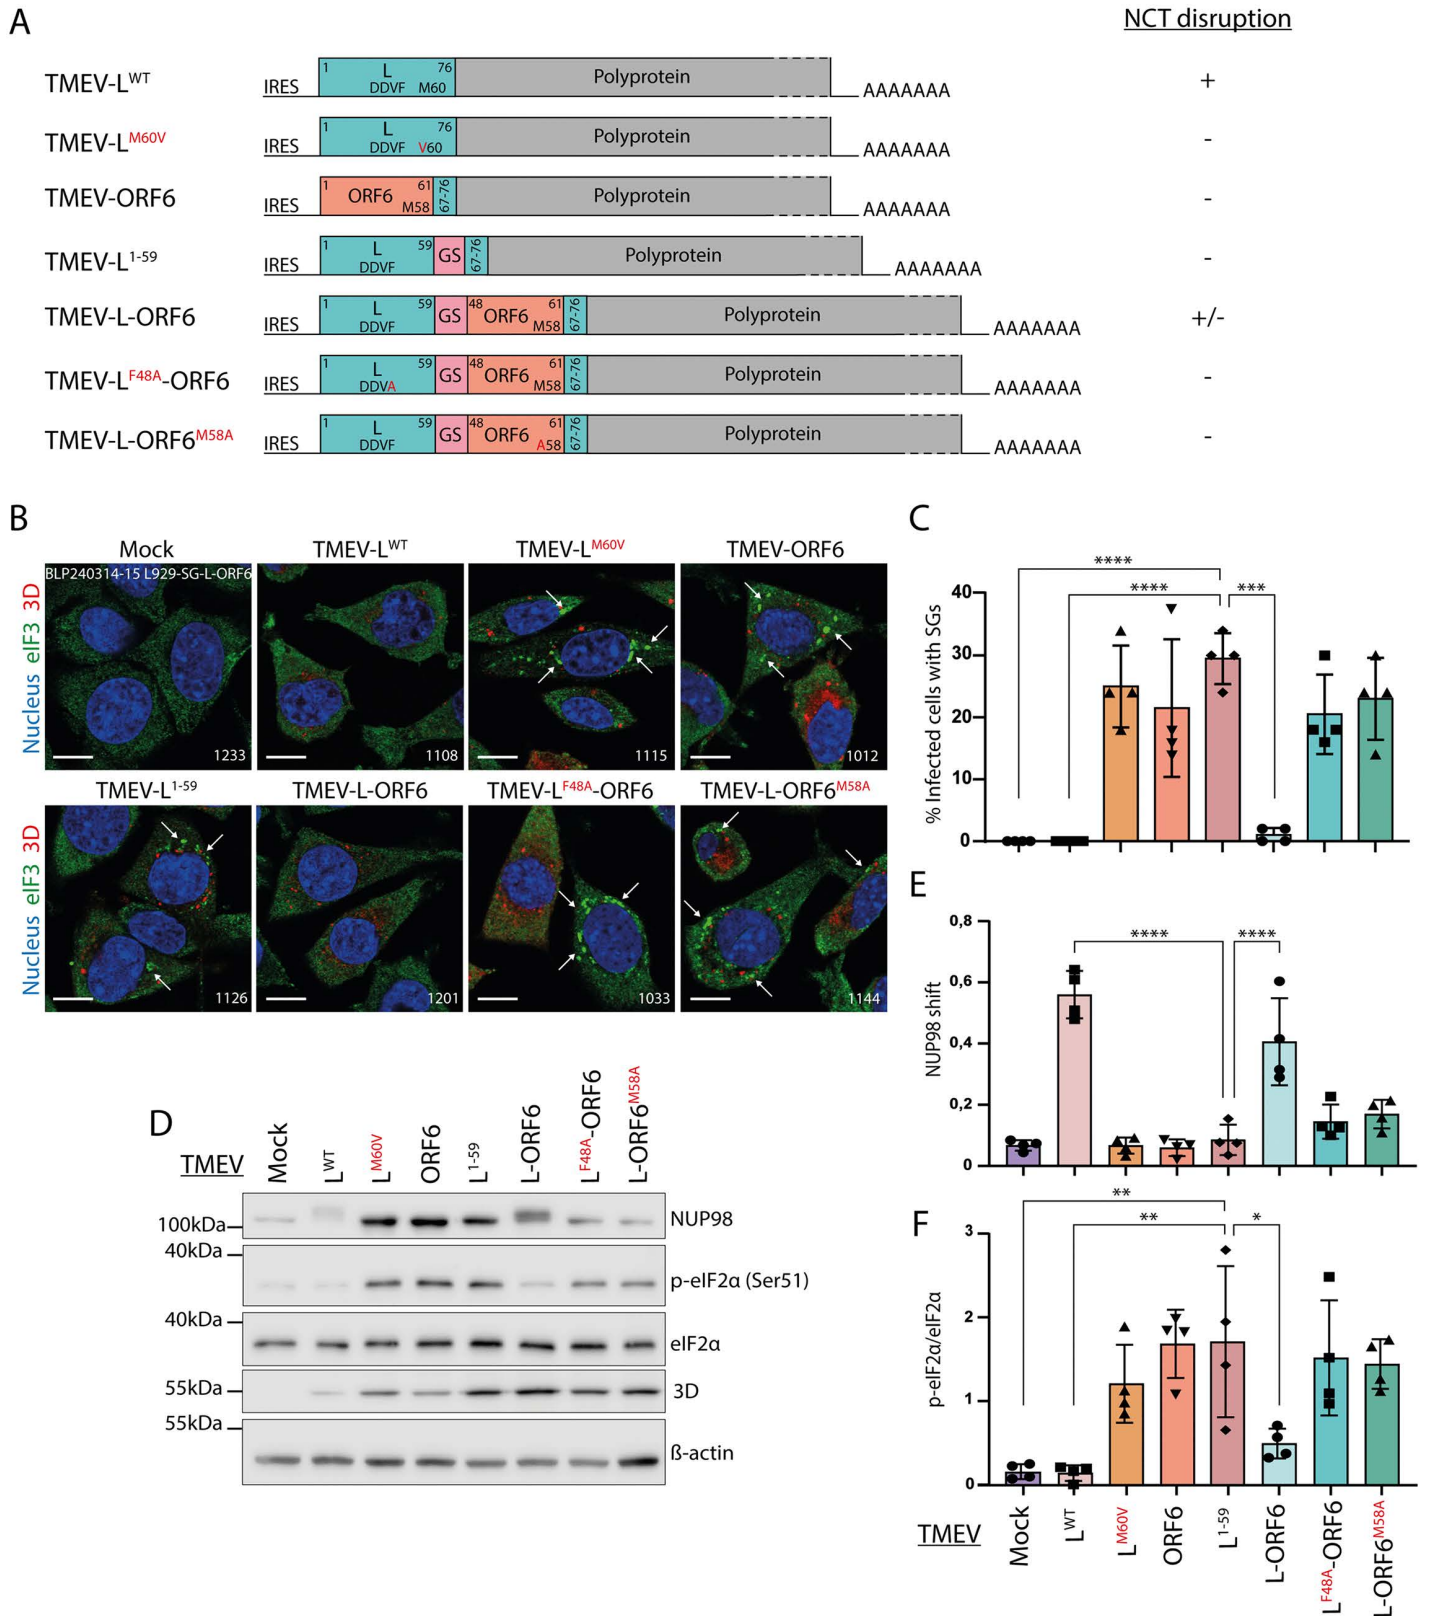 A
NCT disruption
TMEV-L^WT
IRES
1 L 76
DDVF M60
Polyprotein
AAAAAAA
+
TMEV-L^M60V
IRES
1 L 76
DDVF V60
Polyprotein
AAAAAAA
-
TMEV-ORF6
IRES
1 ORF6 61
M58
67-76
Polyprotein
AAAAAAA
-
TMEV-L^1-59
IRES
1 L 59
DDVF
GS
67-76
Polyprotein
AAAAAAA
-
TMEV-L-ORF6
IRES
1 L 59
DDVF
GS
48 ORF6 61
M58
67-76
Polyprotein
AAAAAAA
+/-
TMEV-L^F48A-ORF6
IRES
1 L 59
DDVA
GS
48 ORF6 61
M58
67-76
Polyprotein
AAAAAAA
-
TMEV-L-ORF6^M58A
IRES
1 L 59
DDVF
GS
48 ORF6 61
A58
67-76
Polyprotein
AAAAAAA
-
B
Nucleus eIF3 3D
Mock
BLP240314-15 L929-SG-L-ORF6
1233
TMEV-L^WT
1108
TMEV-L^M60V
1115
TMEV-ORF6
1012
Nucleus eIF3 3D
TMEV-L^1-59
1126
TMEV-L-ORF6
1201
TMEV-L^F48A-ORF6
1033
TMEV-L-ORF6^M58A
1144
C
% Infected cells with SGs
40
30
20
10
0
****
**** ***
D
TMEV
Mock
L^WT
L^M60V
ORF6
L^1-59
L-ORF6
L^F48A-ORF6
L-ORF6^M58A
100kDa
NUP98
40kDa
p-eIF2α (Ser51)
40kDa
eIF2α
55kDa
3D
55kDa
ß-actin
E
NUP98 shift
0,8
0,6
0,4
0,2
0
**** ****
F
p-eIF2α/eIF2α
3
2
1
0
**
** *
TMEV
Mock
L^WT
L^M60V
ORF6
L^1-59
L-ORF6
L^F48A-ORF6
L-ORF6^M58A